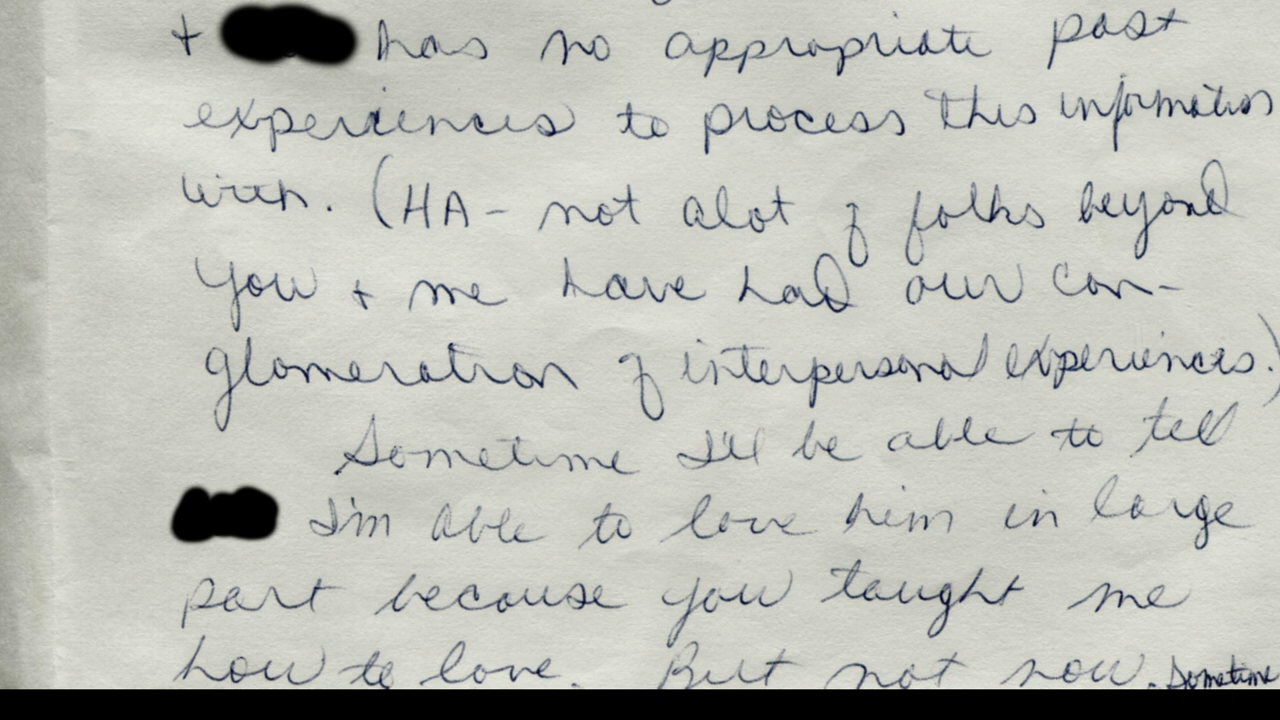 + has no appropriate past
experiences to process this information
with. (HA - not alot of folks beyond
you + me have had our con-
glomeration of interpersonal experiences.)
Sometime I'll be able to tell
I'm able to love him in large
part because you taught me
how to love. But not now. Sometime